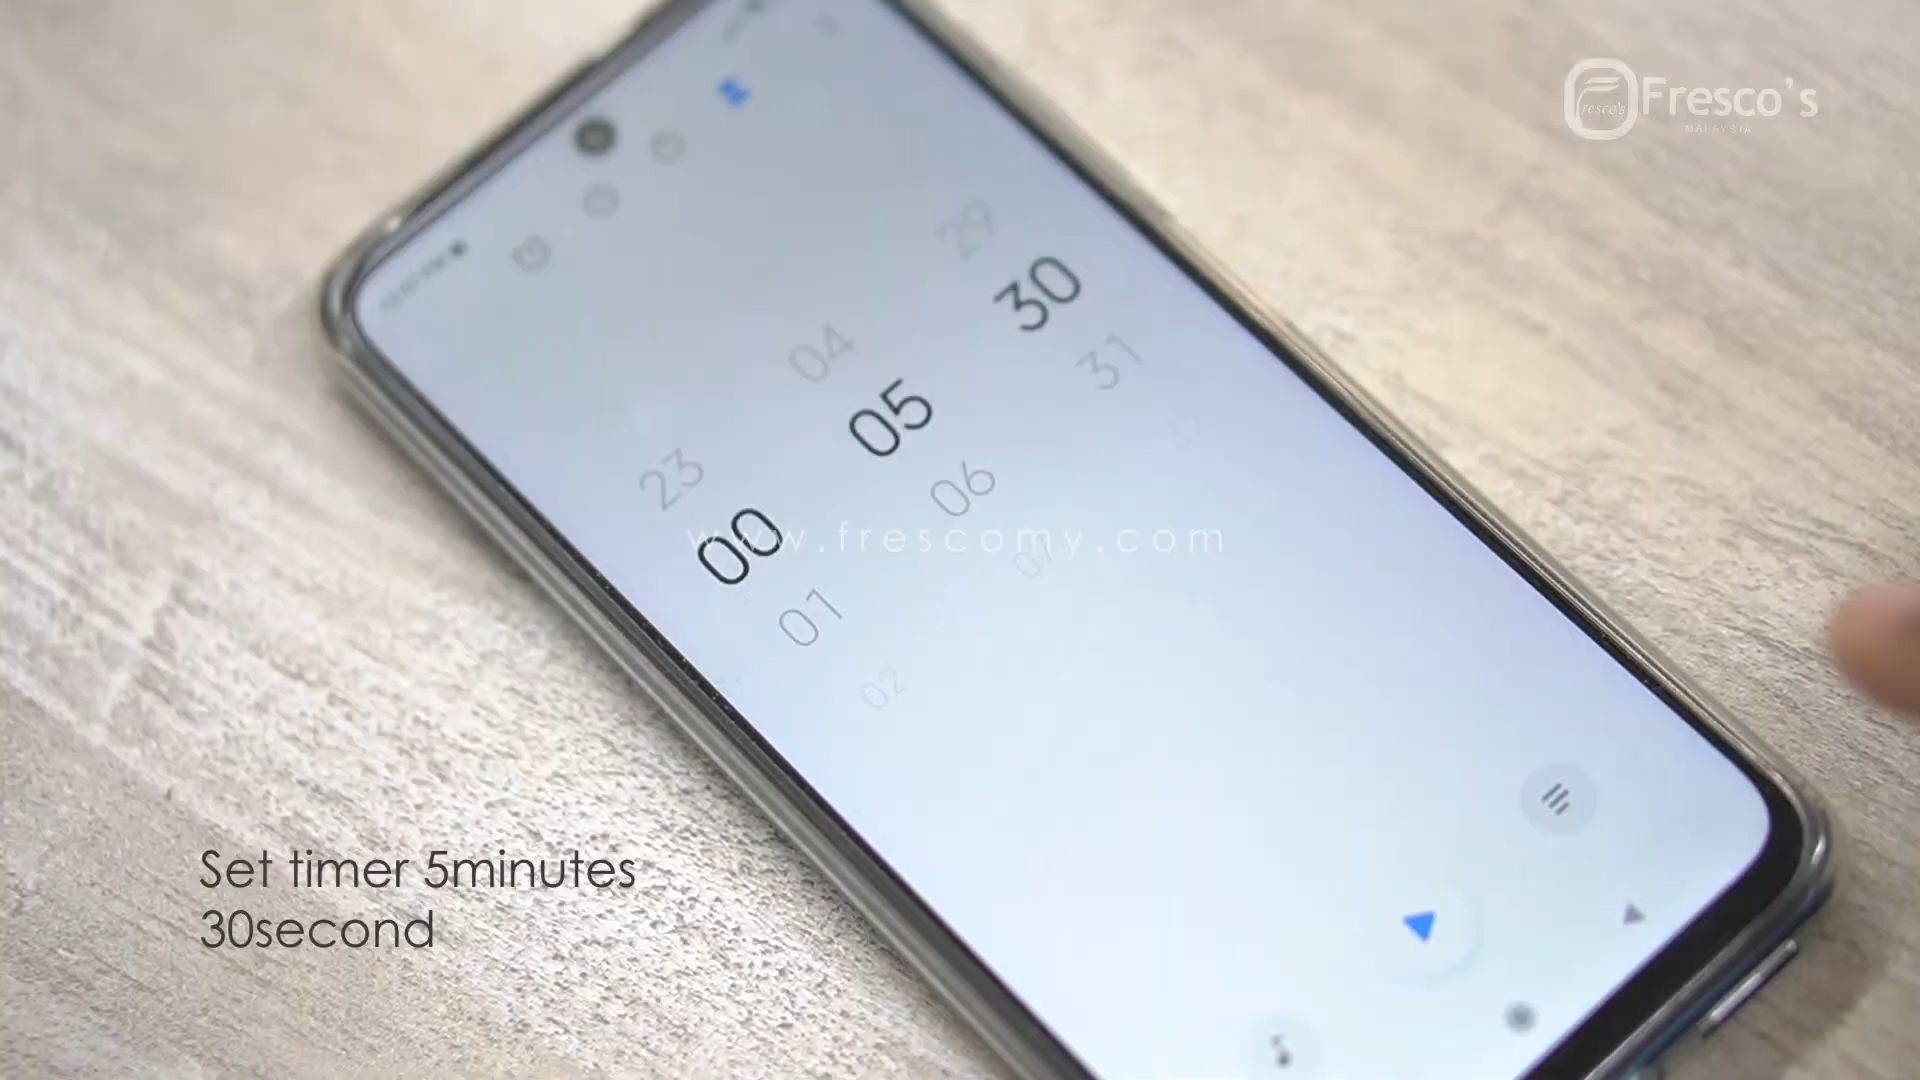 Fresco's
MALAYSIA
29
04 30
23 05 31
00 06
01 07
02
www.frescomy.com
Set timer 5minutes
30second